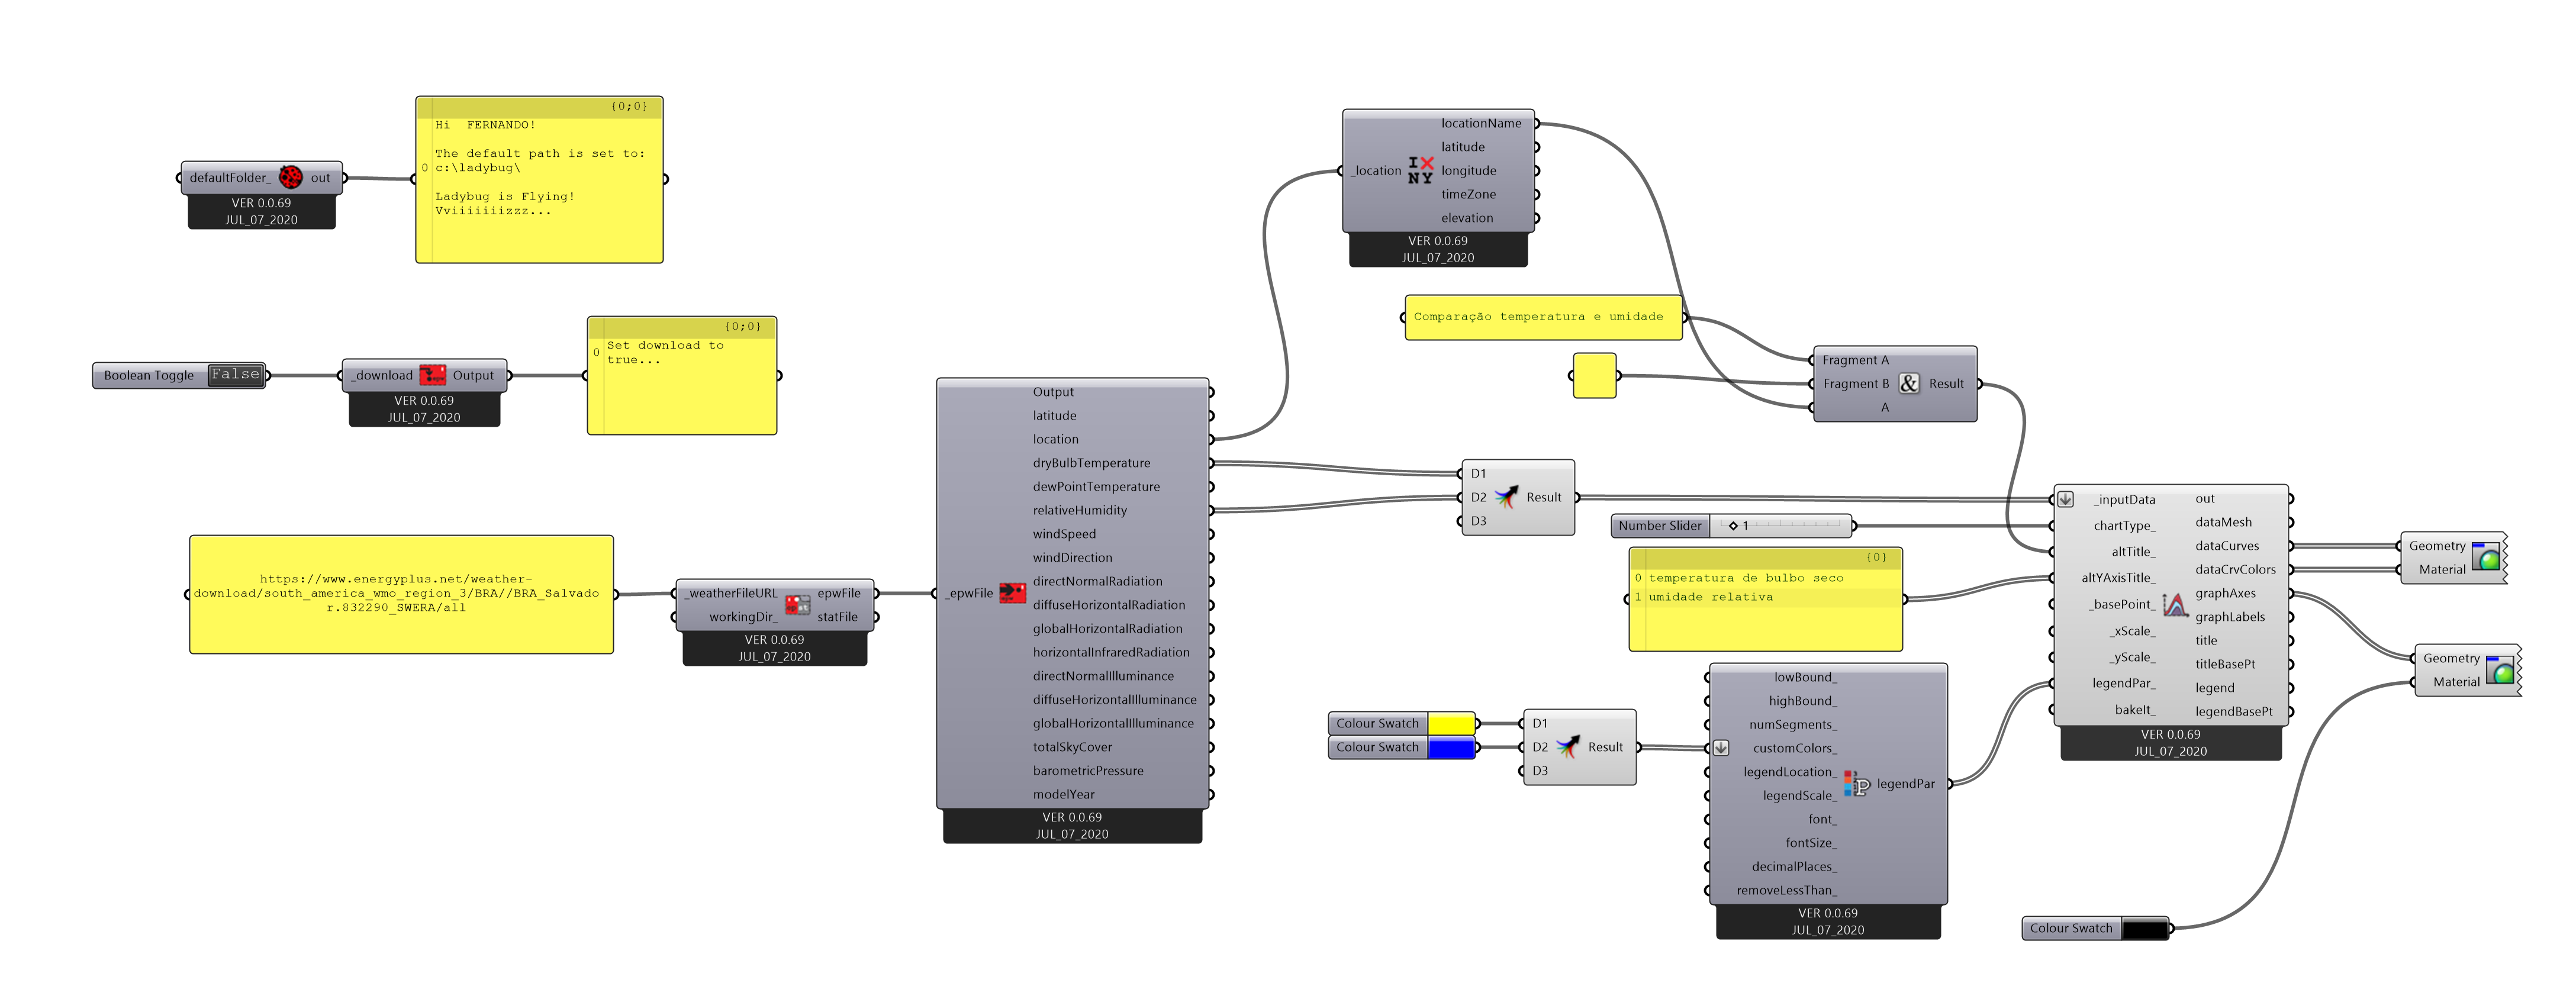 {0;0}
Hi  FERNANDO!
The default path is set to:
0
c:\ladybug\
Ladybug is Flying!
Vviiiiiiizzz...
defaultFolder_ out
VER 0.0.69
JUL_07_2020
{0;0}
0 Set download to
true...
Boolean Toggle False
_download Output
VER 0.0.69
JUL_07_2020
https://www.energyplus.net/weather-
download/south_america_wmo_region_3/BRA//BRA_Salvado
r.832290_SWERA/all
_weatherFileURL epwFile
workingDir_ statFile
VER 0.0.69
JUL_07_2020
_epwFile
Output
latitude
location
dryBulbTemperature
dewPointTemperature
relativeHumidity
windSpeed
windDirection
directNormalRadiation
diffuseHorizontalRadiation
globalHorizontalRadiation
horizontalInfraredRadiation
directNormalIlluminance
diffuseHorizontalIlluminance
globalHorizontalIlluminance
totalSkyCover
barometricPressure
modelYear
VER 0.0.69
JUL_07_2020
_location
IX
NY
locationName
latitude
longitude
timeZone
elevation
VER 0.0.69
JUL_07_2020
Comparação temperatura e umidade
Fragment A
Fragment B & Result
A
D1
D2 Result
D3
Number Slider 1
{0}
0 temperatura de bulbo seco
1 umidade relativa
Colour Swatch
Colour Swatch
D1
D2 Result
D3
lowBound_
highBound_
numSegments_
customColors_
legendLocation_
legendScale_
font_
fontSize_
decimalPlaces_
removeLessThan_
P
legendPar
VER 0.0.69
JUL_07_2020
_inputData
chartType_
altTitle_
altYAxisTitle_
_basePoint_
_xScale_
_yScale_
legendPar_
bakeIt_
out
dataMesh
dataCurves
dataCrvColors
graphAxes
graphLabels
title
titleBasePt
legend
legendBasePt
VER 0.0.69
JUL_07_2020
Geometry
Material
Geometry
Material
Colour Swatch